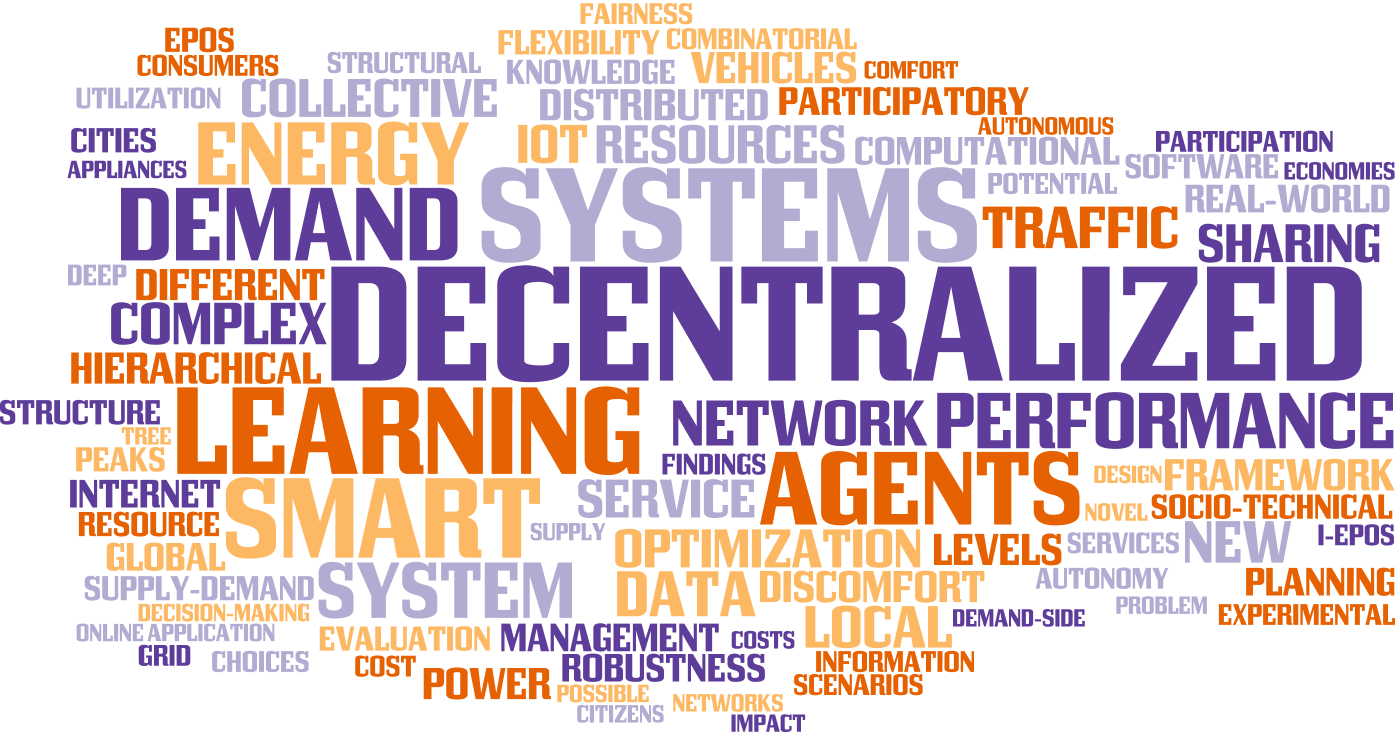 FAIRNESS
EPOS
FLEXIBILITY
COMBINATORIAL
CONSUMERS
STRUCTURAL
KNOWLEDGE
VEHICLES
COMFORT
UTILIZATION
COLLECTIVE
DISTRIBUTED
PARTICIPATORY
AUTONOMOUS
CITIES
ENERGY
IOT
RESOURCES
COMPUTATIONAL
PARTICIPATION
APPLIANCES
SOFTWARE
ECONOMIES
POTENTIAL
DEMAND
SYSTEMS
REAL-WORLD
TRAFFIC
SHARING
DEEP
DIFFERENT
DECENTRALIZED
COMPLEX
HIERARCHICAL
STRUCTURE
LEARNING
NETWORK
PERFORMANCE
TREE
PEAKS
FINDINGS
AGENTS
DESIGN
FRAMEWORK
INTERNET
SMART
SERVICE
NOVEL
SOCIO-TECHNICAL
RESOURCE
SUPPLY
NEW
I-EPOS
GLOBAL
OPTIMIZATION
LEVELS
SERVICES
SUPPLY-DEMAND
SYSTEM
DATA
DISCOMFORT
AUTONOMY
PLANNING
DECISION-MAKING
PROBLEM
EXPERIMENTAL
ONLINE
APPLICATION
EVALUATION
MANAGEMENT
COSTS
LOCAL
DEMAND-SIDE
GRID
CHOICES
COST
ROBUSTNESS
INFORMATION
POWER
POSSIBLE
NETWORKS
SCENARIOS
CITIZENS
IMPACT